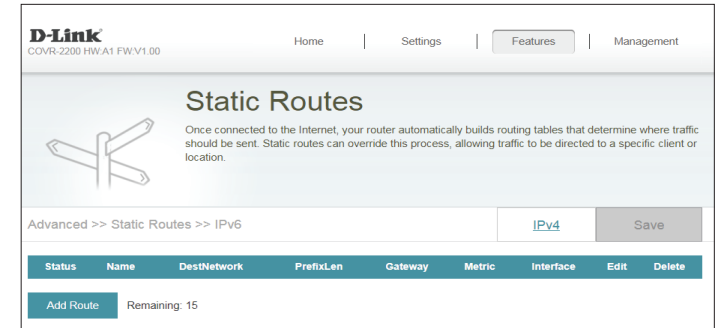 D-Link
COVR-2200 HW:A1 FW:V1.00
Home | Settings | Features | Management
Static Routes
Once connected to the Internet, your router automatically builds routing tables that determine where traffic
should be sent. Static routes can override this process, allowing traffic to be directed to a specific client or
location.
Advanced >> Static Routes >> IPv6
IPv4
Save
Status Name DestNetwork PrefixLen Gateway Metric Interface Edit Delete
Add Route Remaining: 15